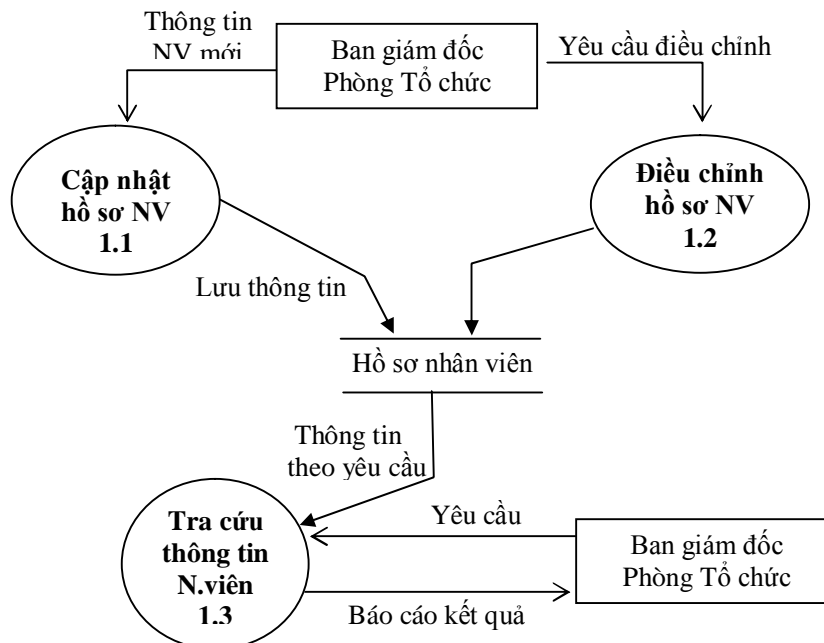 Thông tin
NV mới
Ban giám đốc
Phòng Tổ chức
Yêu cầu điều chỉnh
Cập nhật
hồ sơ NV
1.1
Điều chỉnh
hồ sơ NV
1.2
Lưu thông tin
Hồ sơ nhân viên
Thông tin
theo yêu cầu
Tra cứu
thông tin
N.viên
1.3
Yêu cầu
Ban giám đốc
Phòng Tổ chức
Báo cáo kết quả